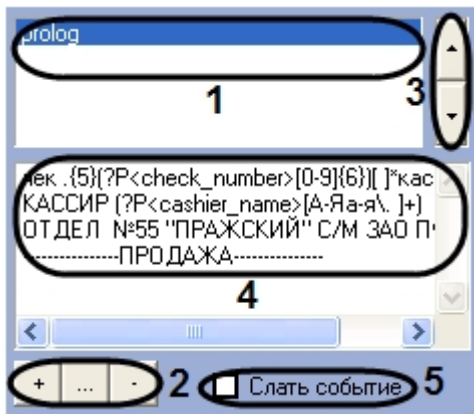 prolog
1
3
чек .{5}(?P<check_number>[0-9]{6})[ ]*кас
КАССИР (?P<cashier_name>[А-Яа-я\. ]+)
ОТДЕЛ №55 "ПРАЖСКИЙ" С/М ЗАО
---------------ПРОДАЖА---------------
4
+ ... - 2 Слать событие 5